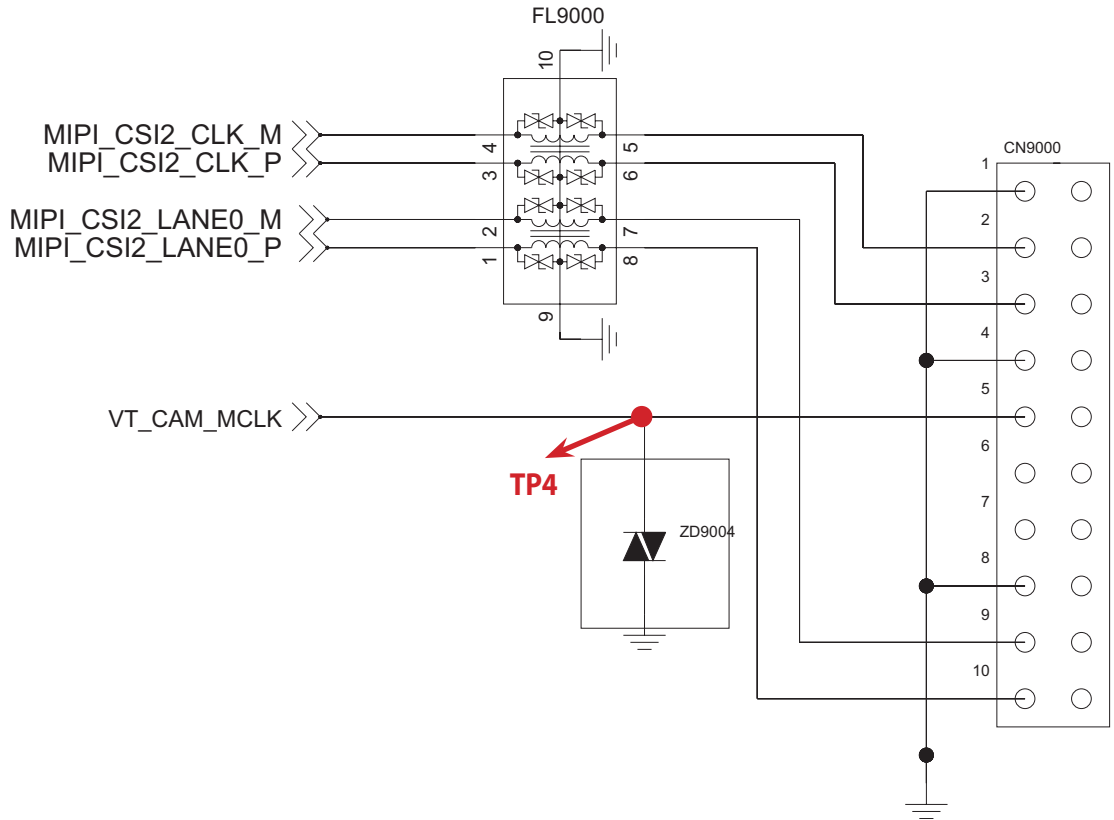 FL9000
10
MIPI_CSI2_CLK_M
4
5
MIPI_CSI2_CLK_P
3
6
MIPI_CSI2_LANE0_M
2
7
MIPI_CSI2_LANE0_P
1
8
9
CN9000
1
2
3
4
5
6
7
8
9
10
VT_CAM_MCLK
TP4
ZD9004